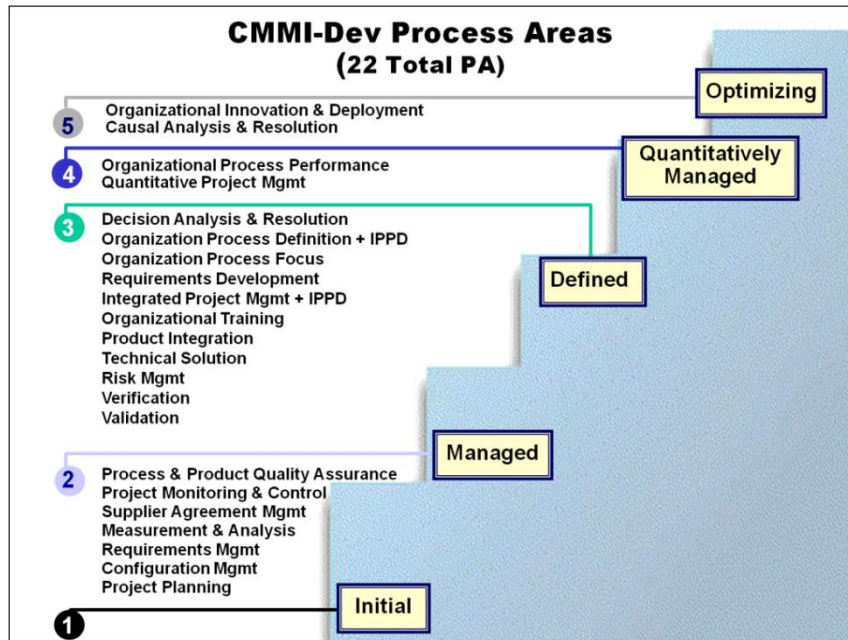 CMMI-Dev Process Areas
(22 Total PA)
Optimizing
5
Organizational Innovation & Deployment
Causal Analysis & Resolution
Quantitatively
Managed
4
Organizational Process Performance
Quantitative Project Mgmt
3
Decision Analysis & Resolution
Organization Process Definition + IPPD
Organization Process Focus
Requirements Development
Integrated Project Mgmt + IPPD
Organizational Training
Product Integration
Technical Solution
Risk Mgmt
Verification
Validation
Defined
Managed
2
Process & Product Quality Assurance
Project Monitoring & Control
Supplier Agreement Mgmt
Measurement & Analysis
Requirements Mgmt
Configuration Mgmt
Project Planning
Initial
1